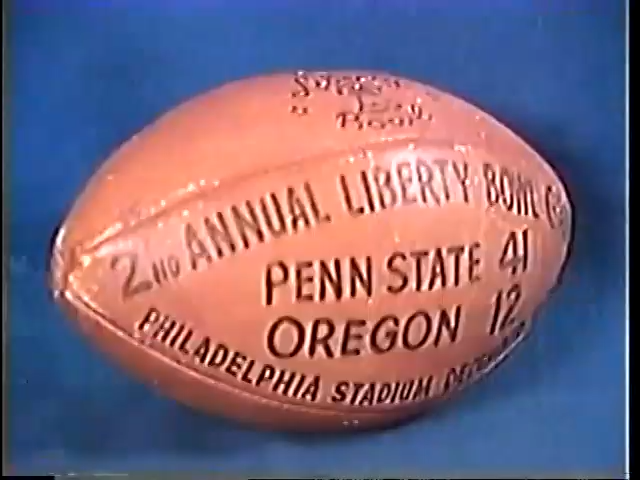 2ND ANNUAL LIBERTY BOWL
PENN STATE 41
OREGON 12
PHILADELPHIA STADIUM